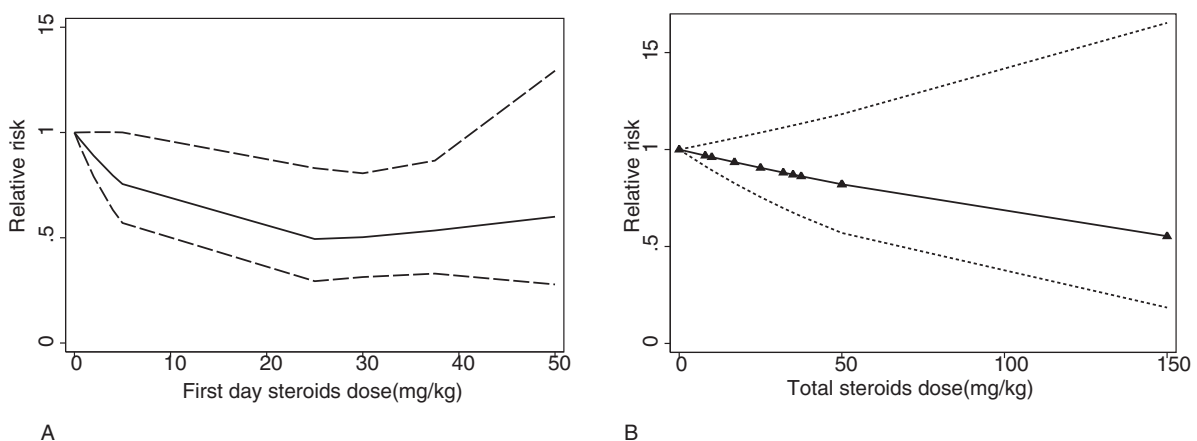 15
1
.5
0
Relative risk
0 10 20 30 40 50
First day steroids dose(mg/kg)
A
15
1
.5
0
Relative risk
0 50 100 150
Total steroids dose(mg/kg)
B